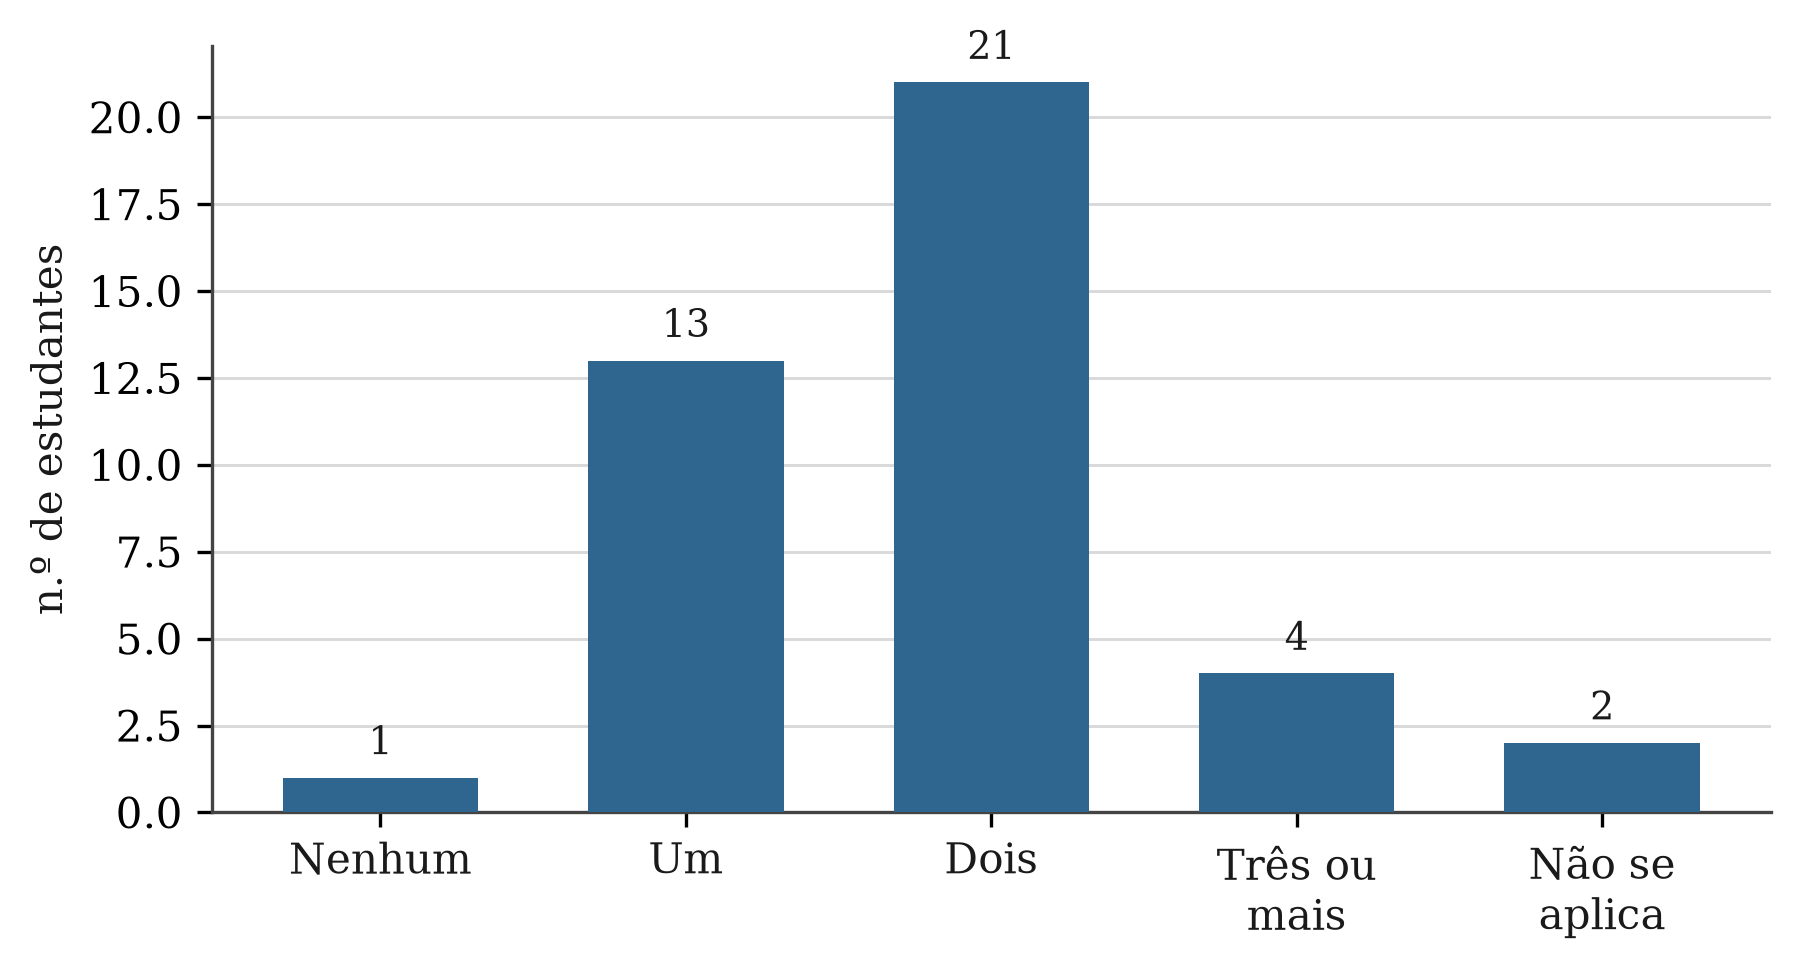 21
20.0
17.5
15.0
13
12.5
10.0
7.5
5.0
4
2.5
2
1
0.0
n.º de estudantes
Nenhum
Um
Dois
Três ou
mais
Não se
aplica